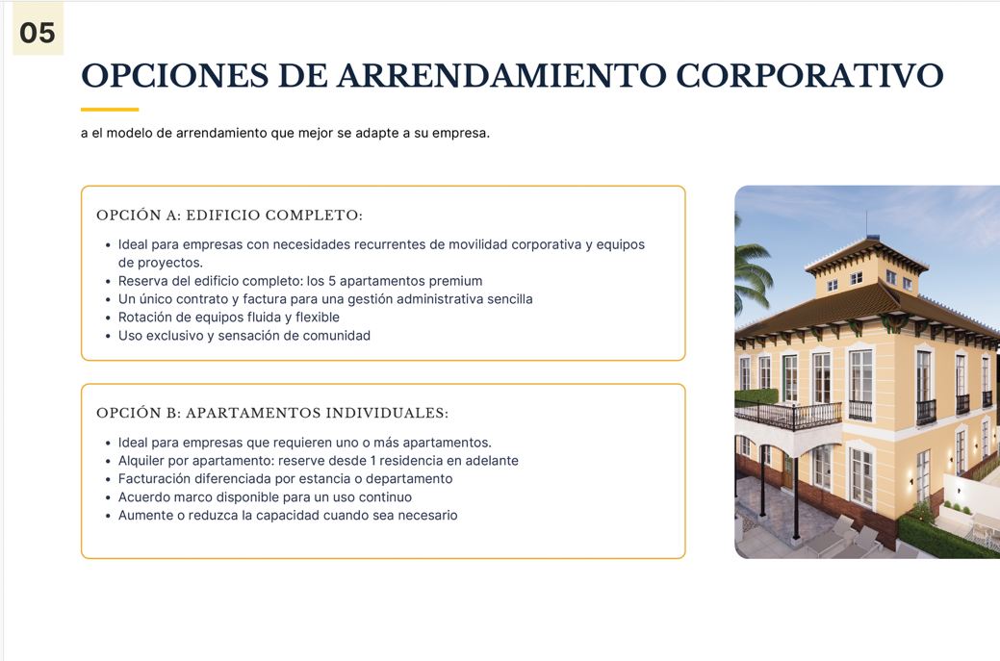 05
OPCIONES DE ARRENDAMIENTO CORPORATIVO
a el modelo de arrendamiento que mejor se adapte a su empresa.
OPCIÓN A: EDIFICIO COMPLETO:
• Ideal para empresas con necesidades recurrentes de movilidad corporativa y equipos
de proyectos.
• Reserva del edificio completo: los 5 apartamentos premium
• Un único contrato y factura para una gestión administrativa sencilla
• Rotación de equipos fluida y flexible
• Uso exclusivo y sensación de comunidad
OPCIÓN B: APARTAMENTOS INDIVIDUALES:
• Ideal para empresas que requieren uno o más apartamentos.
• Alquiler por apartamento: reserve desde 1 residencia en adelante
• Facturación diferenciada por estancia o departamento
• Acuerdo marco disponible para un uso continuo
• Aumente o reduzca la capacidad cuando sea necesario